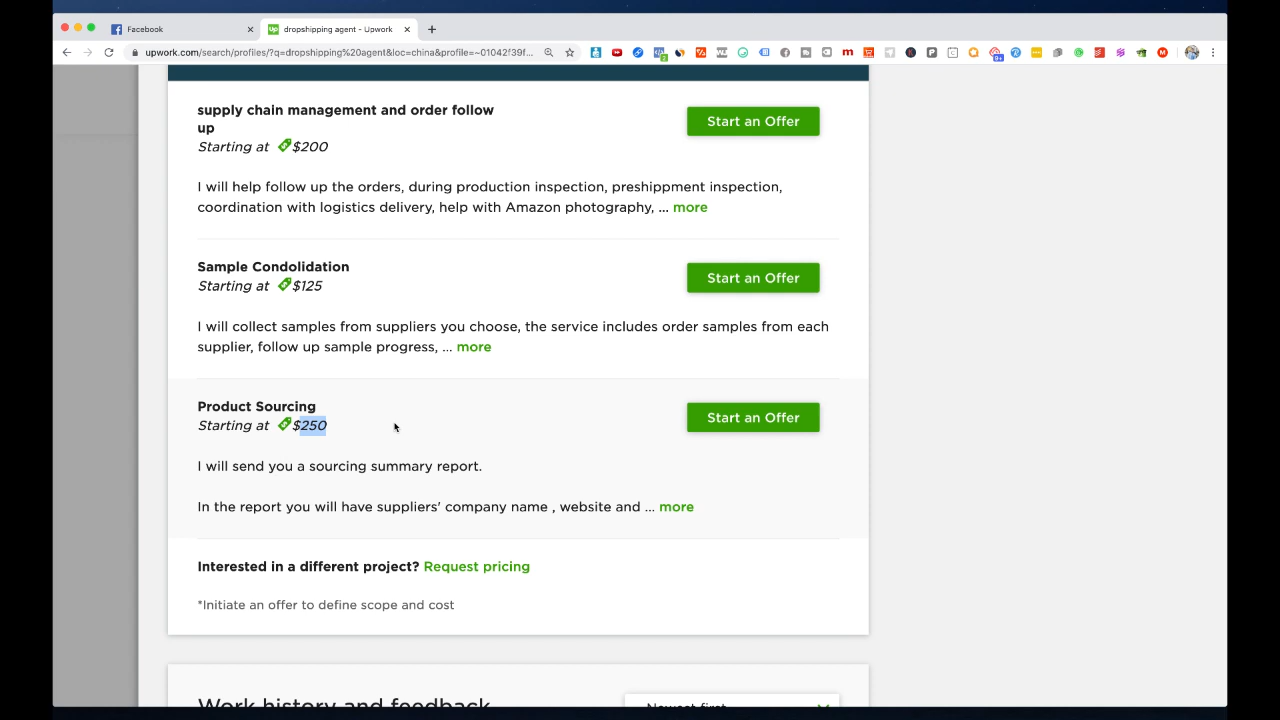 Facebook
dropshipping agent - Upwork
upwork.com/search/profiles/?q=dropshipping%20agent&loc=china&profile=~01042f39f...
supply chain management and order follow
up
Start an Offer
Starting at $200
I will help follow up the orders, during production inspection, preshippment inspection,
coordination with logistics delivery, help with Amazon photography, ... more
Sample Condolidation
Start an Offer
Starting at $125
I will collect samples from suppliers you choose, the service includes order samples from each
supplier, follow up sample progress, ... more
Product Sourcing
Start an Offer
Starting at $250
I will send you a sourcing summary report.
In the report you will have suppliers' company name , website and ... more
Interested in a different project? Request pricing
*Initiate an offer to define scope and cost
Work history and feedback
Newest first